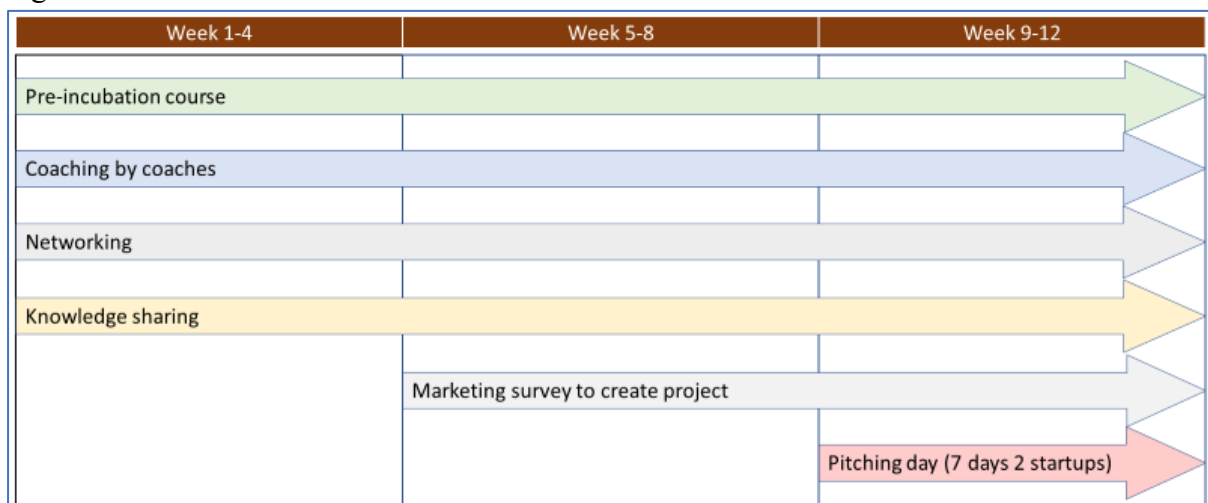 Week 1-4
Week 5-8
Week 9-12
Pre-incubation course
Coaching by coaches
Networking
Knowledge sharing
Marketing survey to create project
Pitching day (7 days 2 startups)